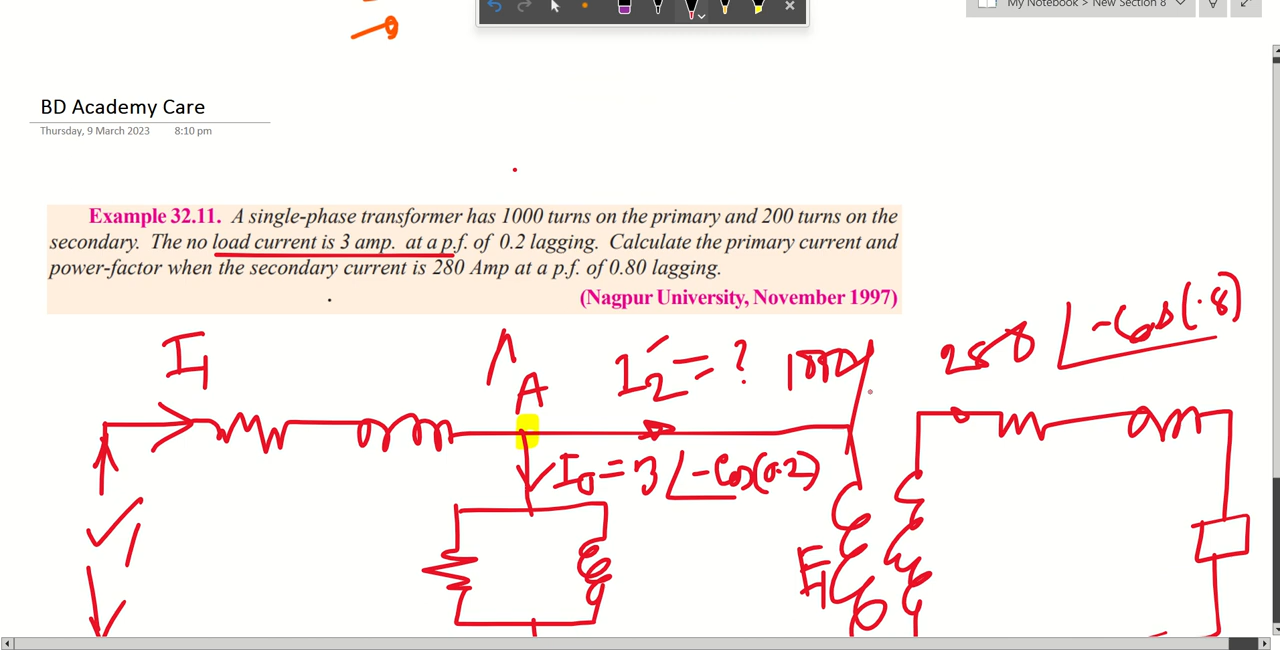 My Notebook > New Section 8
BD Academy Care
Thursday, 9 March 2023 8:10 pm
Example 32.11. A single-phase transformer has 1000 turns on the primary and 200 turns on the
secondary. The no load current is 3 amp. at a p.f. of 0.2 lagging. Calculate the primary current and
power-factor when the secondary current is 280 Amp at a p.f. of 0.80 lagging.
(Nagpur University, November 1997)
I1
A
I2′ = ?
∠-Cos(.8)
I0 = 3 ∠-Cos(0.2)
E1